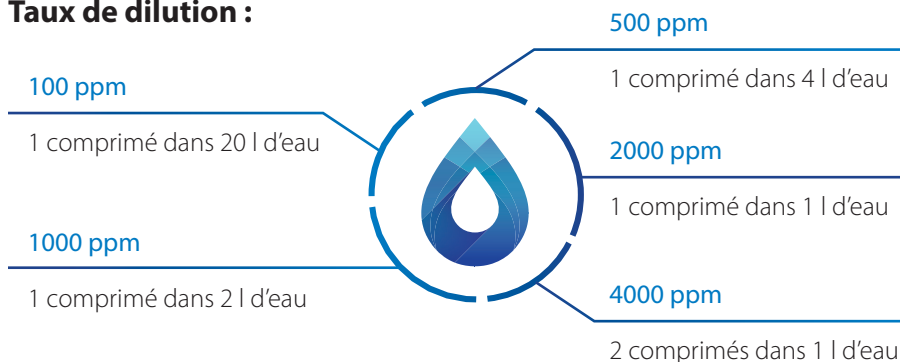 Taux de dilution :
100 ppm
1 comprimé dans 20 l d’eau
1000 ppm
1 comprimé dans 2 l d’eau
500 ppm
1 comprimé dans 4 l d’eau
2000 ppm
1 comprimé dans 1 l d’eau
4000 ppm
2 comprimés dans 1 l d’eau